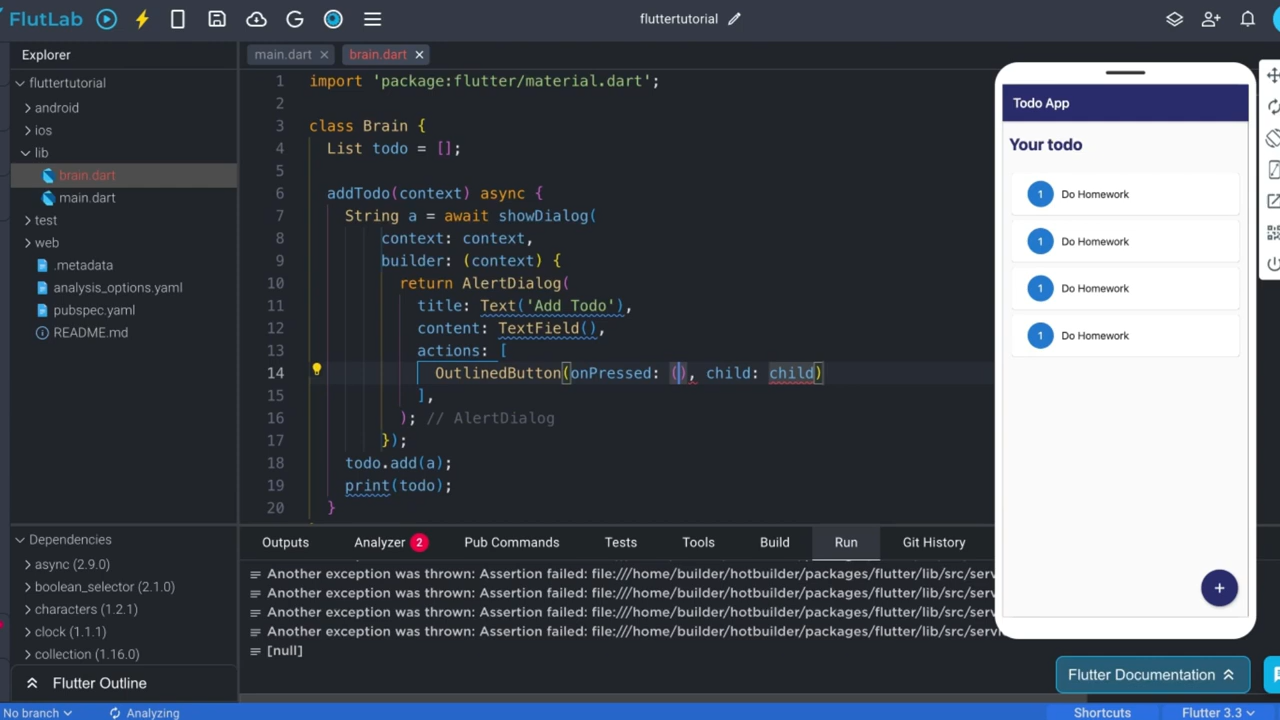 FlutLab
fluttertutorial
Explorer
fluttertutorial
android
ios
lib
brain.dart
main.dart
test
web
.metadata
analysis_options.yaml
pubspec.yaml
README.md
Dependencies
async (2.9.0)
boolean_selector (2.1.0)
characters (1.2.1)
clock (1.1.1)
collection (1.16.0)
Flutter Outline
main.dart
brain.dart
1 import 'package:flutter/material.dart';
2
3 class Brain {
4 List todo = [];
5
6 addTodo(context) async {
7 String a = await showDialog(
8 context: context,
9 builder: (context) {
10 return AlertDialog(
11 title: Text('Add Todo'),
12 content: TextField(),
13 actions: [
14 OutlinedButton(onPressed: (), child: child)
15 ],
16 ); // AlertDialog
17 });
18 todo.add(a);
19 print(todo);
20 }
Outputs Analyzer 2 Pub Commands Tests Tools Build Run Git History
Another exception was thrown: Assertion failed: file:///home/builder/hotbuilder/packages/flutter/lib/src/serv
Another exception was thrown: Assertion failed: file:///home/builder/hotbuilder/packages/flutter/lib/src/serv
Another exception was thrown: Assertion failed: file:///home/builder/hotbuilder/packages/flutter/lib/src/serv
Another exception was thrown: Assertion failed: file:///home/builder/hotbuilder/packages/flutter/lib/src/servi
[null]
Todo App
Your todo
1 Do Homework
1 Do Homework
1 Do Homework
1 Do Homework
+
Flutter Documentation
No branch
Analyzing
Shortcuts
Flutter 3.3